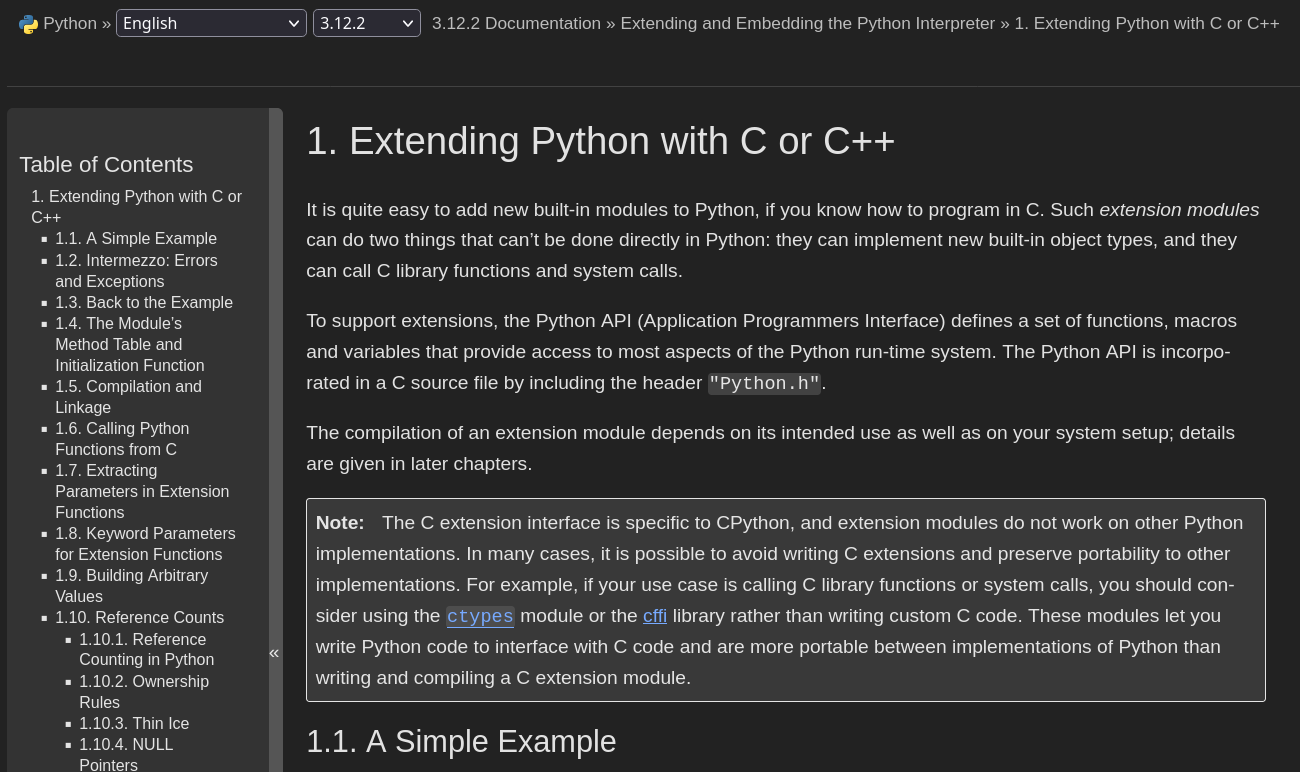 Python » English 3.12.2 3.12.2 Documentation » Extending and Embedding the Python Interpreter » 1. Extending Python with C or C++
Table of Contents
1. Extending Python with C or
C++
▪ 1.1. A Simple Example
▪ 1.2. Intermezzo: Errors
and Exceptions
▪ 1.3. Back to the Example
▪ 1.4. The Module’s
Method Table and
Initialization Function
▪ 1.5. Compilation and
Linkage
▪ 1.6. Calling Python
Functions from C
▪ 1.7. Extracting
Parameters in Extension
Functions
▪ 1.8. Keyword Parameters
for Extension Functions
▪ 1.9. Building Arbitrary
Values
▪ 1.10. Reference Counts
▪ 1.10.1. Reference
Counting in Python
▪ 1.10.2. Ownership
Rules
▪ 1.10.3. Thin Ice
▪ 1.10.4. NULL
Pointers
«
1. Extending Python with C or C++
It is quite easy to add new built-in modules to Python, if you know how to program in C. Such extension modules
can do two things that can’t be done directly in Python: they can implement new built-in object types, and they
can call C library functions and system calls.
To support extensions, the Python API (Application Programmers Interface) defines a set of functions, macros
and variables that provide access to most aspects of the Python run-time system. The Python API is incorpo-
rated in a C source file by including the header "Python.h".
The compilation of an extension module depends on its intended use as well as on your system setup; details
are given in later chapters.
Note: The C extension interface is specific to CPython, and extension modules do not work on other Python
implementations. In many cases, it is possible to avoid writing C extensions and preserve portability to other
implementations. For example, if your use case is calling C library functions or system calls, you should con-
sider using the ctypes module or the cffi library rather than writing custom C code. These modules let you
write Python code to interface with C code and are more portable between implementations of Python than
writing and compiling a C extension module.
1.1. A Simple Example